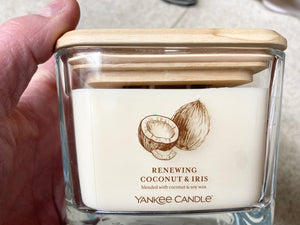 RENEWING
COCONUT & IRIS
blended with coconut & soy wax
YANKEE CANDLE